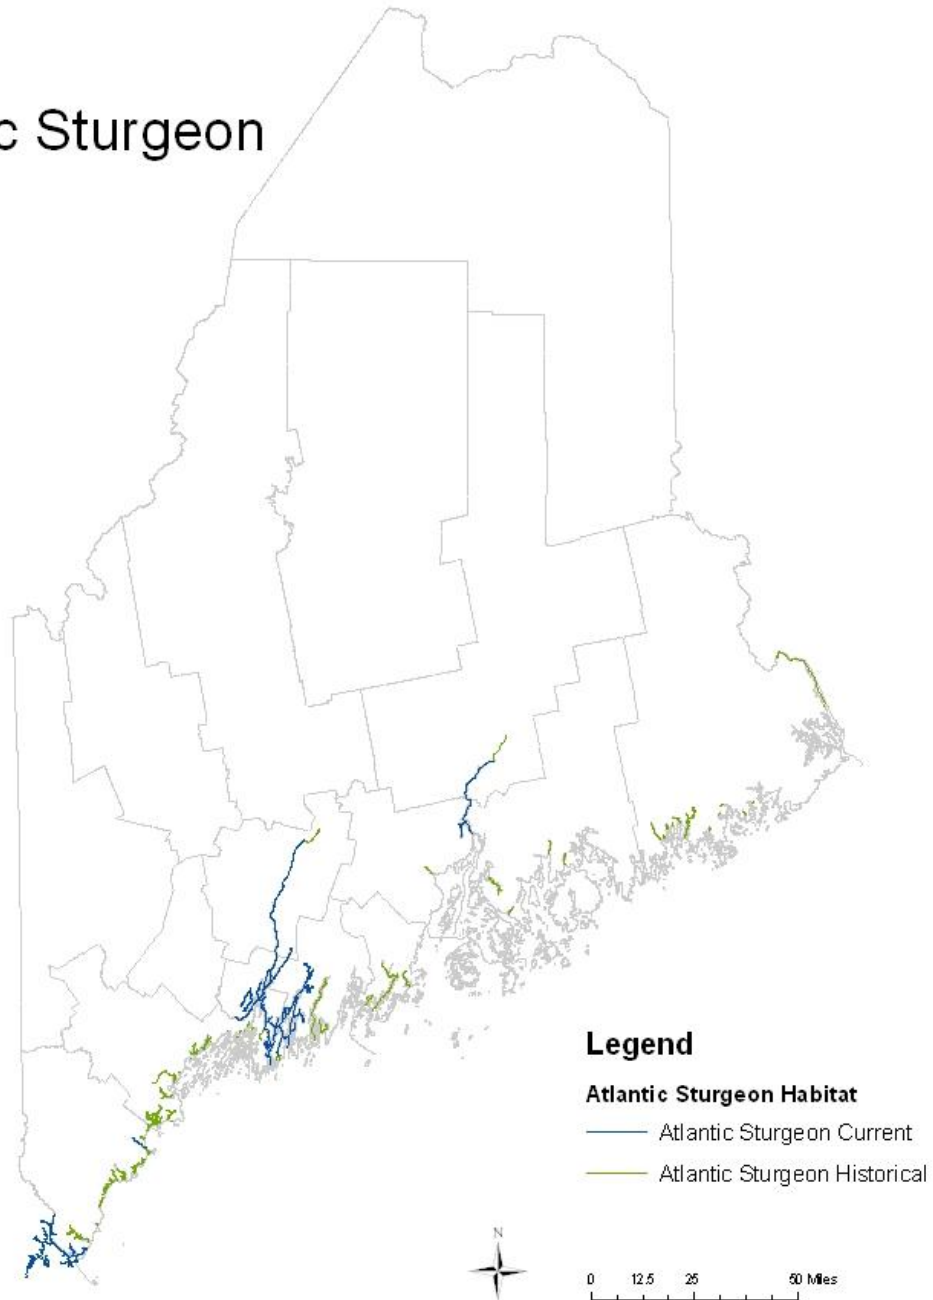 c Sturgeon
Legend
Atlantic Sturgeon Habitat
Atlantic Sturgeon Current
Atlantic Sturgeon Historical
N
0 12.5 25 50 Miles